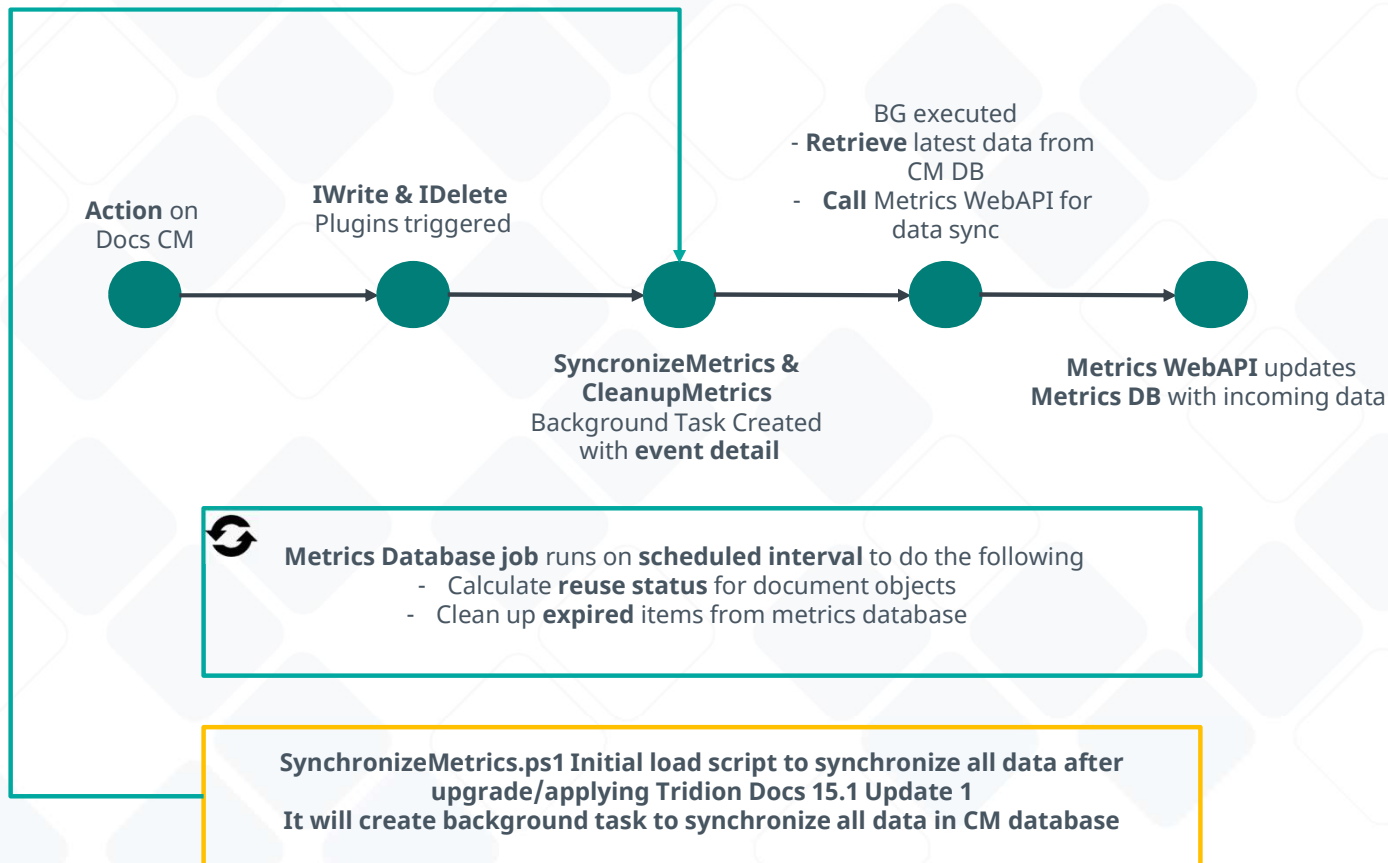 Action on
Docs CM
IWrite & IDelete
Plugins triggered
SyncronizeMetrics &
CleanupMetrics
Background Task Created
with event detail
BG executed
- Retrieve latest data from
CM DB
- Call Metrics WebAPI for
data sync
Metrics WebAPI updates
Metrics DB with incoming data
Metrics Database job runs on scheduled interval to do the following
- Calculate reuse status for document objects
- Clean up expired items from metrics database
SynchronizeMetrics.ps1 Initial load script to synchronize all data after
upgrade/applying Tridion Docs 15.1 Update 1
It will create background task to synchronize all data in CM database